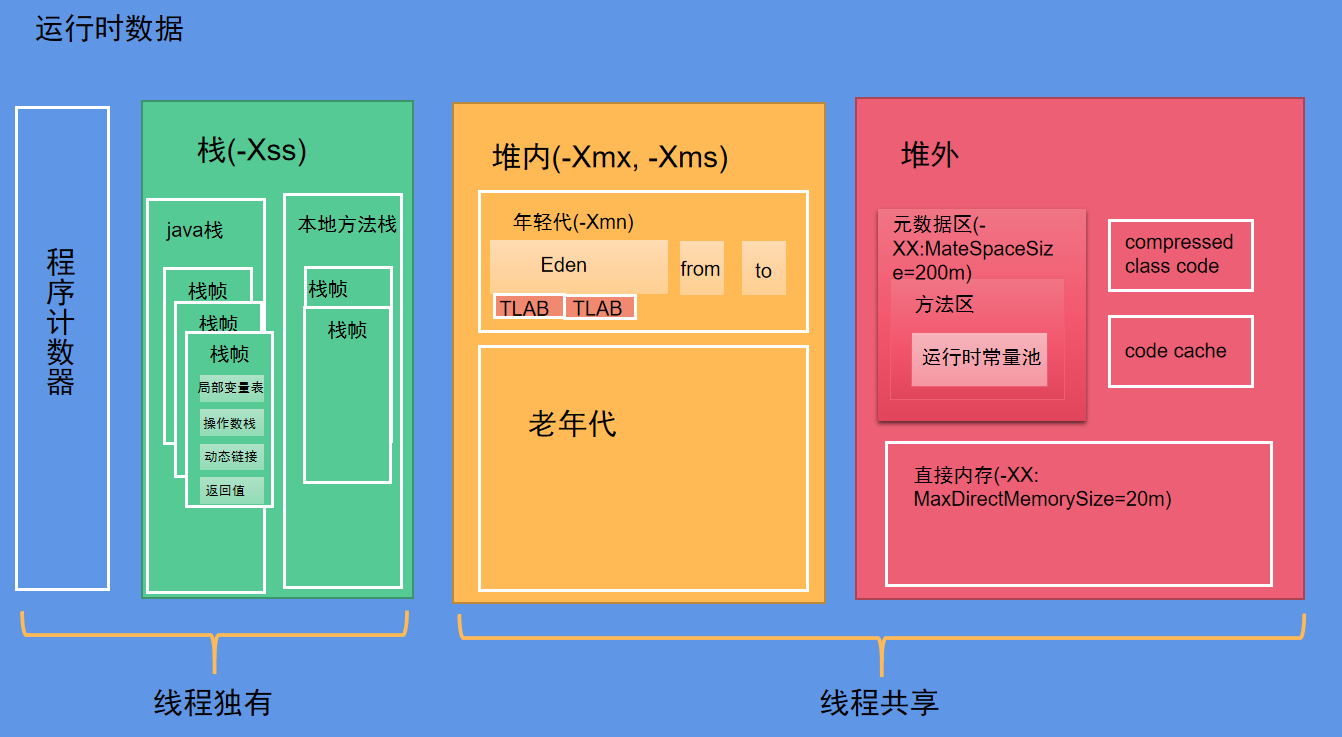 运行时数据
程
序
计
数
器
栈(-Xss)
java栈
栈帧
栈帧
栈帧
局部变量表
操作数栈
动态链接
返回值
本地方法栈
栈帧
栈帧
堆内(-Xmx, -Xms)
年轻代(-Xmn)
Eden
from
to
TLAB
TLAB
老年代
堆外
元数据区(-
XX:MateSpaceSiz
e=200m)
方法区
运行时常量池
compressed
class code
code cache
直接内存(-XX:
MaxDirectMemorySize=20m)
线程独有
线程共享